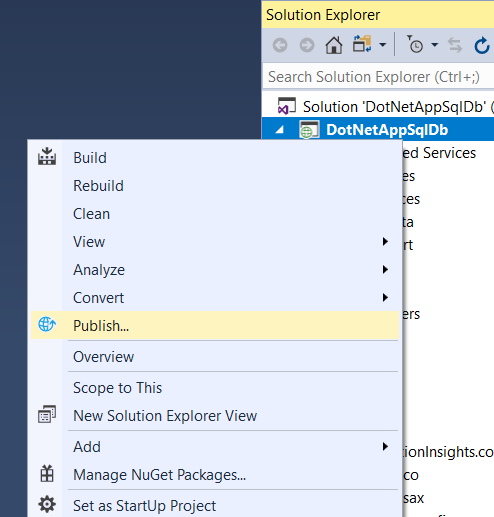 Solution Explorer
Search Solution Explorer (Ctrl+;)
Solution 'DotNetAppSqlDb' (
DotNetAppSqlDb
Build
ed Services
Rebuild
es
ces
Clean
ta
View
rt
Analyze
Convert
Publish...
ers
Overview
Scope to This
New Solution Explorer View
Add
tionInsights.co
Manage NuGet Packages...
co
sax
Set as StartUp Project